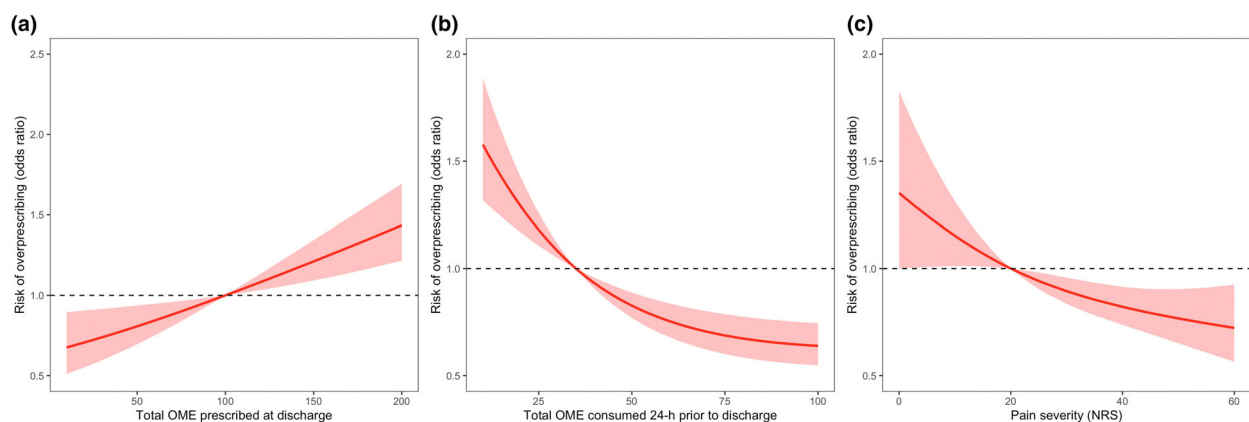 (a)
Risk of overprescribing (odds ratio)
2.5
2.0
1.5
1.0
0.5
50
100
150
200
Total OME prescribed at discharge
(b)
Risk of overprescribing (odds ratio)
2.0
1.5
1.0
0.5
25
50
75
100
Total OME consumed 24-h prior to discharge
(c)
Risk of overprescribing (odds ratio)
2.0
1.5
1.0
0.5
0
20
40
60
Pain severity (NRS)